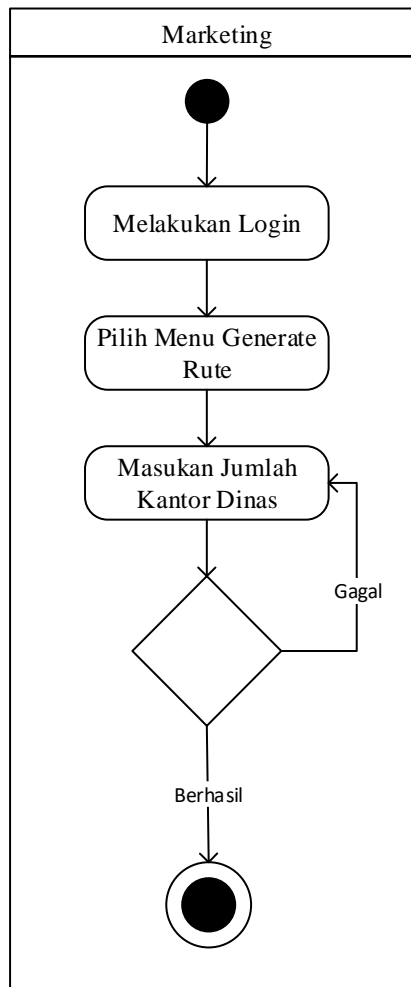 Marketing
Melakukan Login
Pilih Menu Generate
Rute
Masukan Jumlah
Kantor Dinas
Gagal
Berhasil